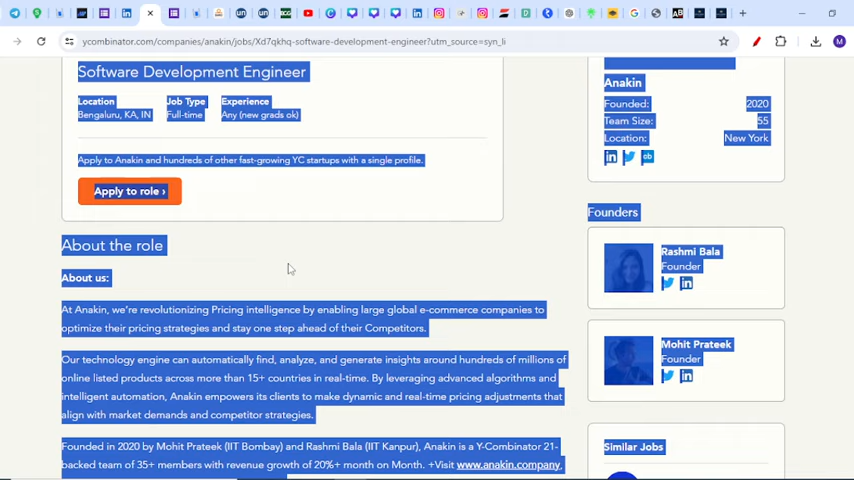 ycombinator.com/companies/anakin/jobs/Xd7qkhq-software-development-engineer?utm_source=syn_li
Software Development Engineer
Location Job Type Experience
Bengaluru, KA, IN Full-time Any (new grads ok)
Apply to Anakin and hundreds of other fast-growing YC startups with a single profile.
Apply to role ›
About the role
About us:
At Anakin, we're revolutionizing Pricing intelligence by enabling large global e-commerce companies to
optimize their pricing strategies and stay one step ahead of their Competitors.
Our technology engine can automatically find, analyze, and generate insights around hundreds of millions of
online listed products across more than 15+ countries in real-time. By leveraging advanced algorithms and
intelligent automation, Anakin empowers its clients to make dynamic and real-time pricing adjustments that
align with market demands and competitor strategies.
Founded in 2020 by Mohit Prateek (IIT Bombay) and Rashmi Bala (IIT Kanpur), Anakin is a Y-Combinator 21-
backed team of 35+ members with revenue growth of 20%+ month on Month. +Visit www.anakin.company,
Anakin
Founded: 2020
Team Size: 55
Location: New York
Founders
Rashmi Bala
Founder
Mohit Prateek
Founder
Similar Jobs